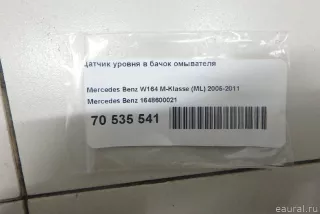 Датчик уровня в бачок омывателя
Mercedes Benz W164 M-Klasse (ML) 2005-2011
Mercedes Benz 1648600021
70 535 541
eaural.ru